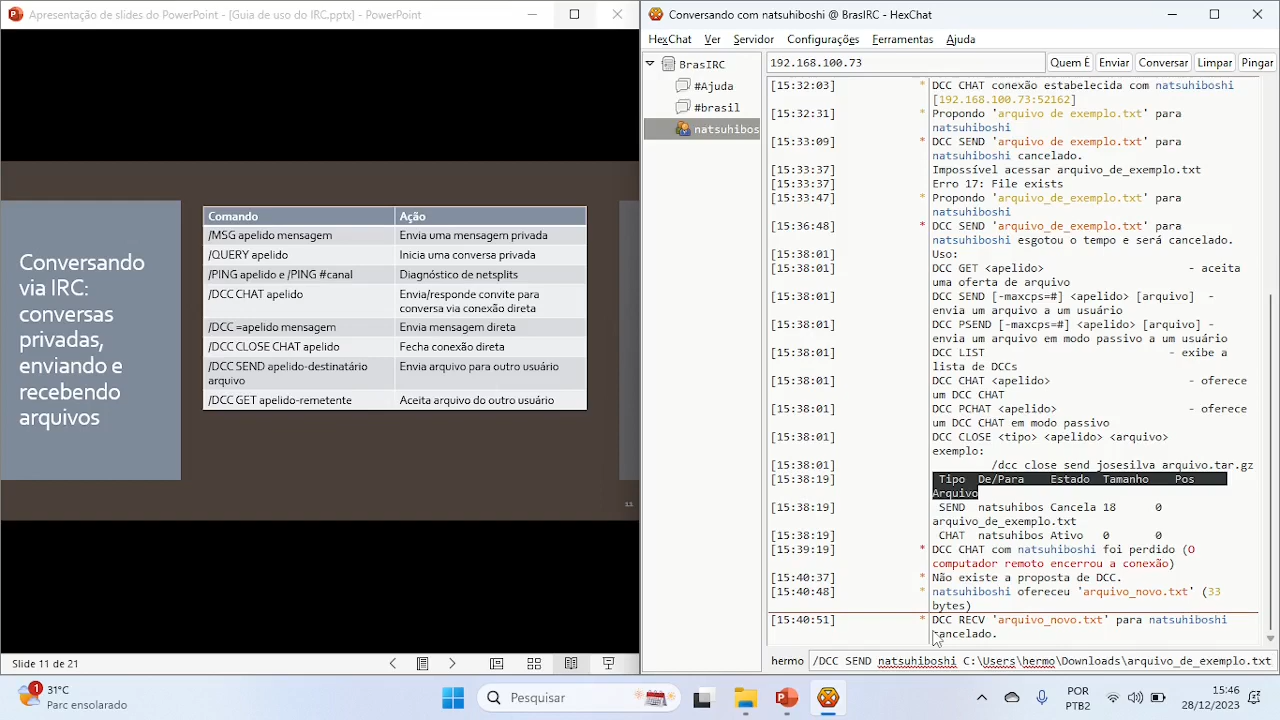 Apresentação de slides do PowerPoint - [Guia de uso do IRC.pptx] - PowerPoint
Conversando
via IRC:
conversas
privadas,
enviando e
recebendo
arquivos
Comando Ação
/MSG apelido mensagem Envia uma mensagem privada
/QUERY apelido Inicia uma conversa privada
/PING apelido e /PING #canal Diagnóstico de netsplits
/DCC CHAT apelido Envia/responde convite para
conversa via conexão direta
/DCC =apelido mensagem Envia mensagem direta
/DCC CLOSE CHAT apelido Fecha conexão direta
/DCC SEND apelido-destinatário Envia arquivo para outro usuário
arquivo
/DCC GET apelido-remetente Aceita arquivo do outro usuário
11
Slide 11 de 21
Conversando com natsuhiboshi @ BrasIRC - HexChat
HexChat Ver Servidor Configurações Ferramentas Ajuda
BrasIRC
#Ajuda
#brasil
natsuhibos
192.168.100.73 Quem É Enviar Conversar Limpar Pingar
[15:32:03] * DCC CHAT conexão estabelecida com natsuhiboshi
[192.168.100.73:52162]
[15:32:31] * Propondo 'arquivo de exemplo.txt' para
natsuhiboshi
[15:33:09] * DCC SEND 'arquivo de exemplo.txt' para
natsuhiboshi cancelado.
[15:33:37] Impossível acessar arquivo_de_exemplo.txt
[15:33:37] Erro 17: File exists
[15:33:47] * Propondo 'arquivo de exemplo.txt' para
natsuhiboshi
[15:36:48] * DCC SEND 'arquivo de exemplo.txt' para
natsuhiboshi esgotou o tempo e será cancelado.
[15:38:01] Uso:
[15:38:01] DCC GET <apelido> - aceita
uma oferta de arquivo
[15:38:01] DCC SEND [-maxcps=#] <apelido> [arquivo] -
envia um arquivo a um usuário
[15:38:01] DCC PSEND [-maxcps=#] <apelido> [arquivo] -
envia um arquivo em modo passivo a um usuário
[15:38:01] DCC LIST - exibe a
lista de DCCs
[15:38:01] DCC CHAT <apelido> - oferece
um DCC CHAT
[15:38:01] DCC PCHAT <apelido> - oferece
um DCC CHAT em modo passivo
[15:38:01] DCC CLOSE <tipo> <apelido> <arquivo>
exemplo:
[15:38:01] /dcc close send josesilva arquivo.tar.gz
[15:38:19] Tipo De/Para Estado Tamanho Pos
Arquivo
[15:38:19] SEND natsuhibos Cancela 18 0
arquivo_de_exemplo.txt
[15:38:19] CHAT natsuhibos Ativo 0 0
[15:39:19] * DCC CHAT com natsuhiboshi foi perdido (O
computador remoto encerrou a conexão)
[15:40:37] * Não existe a proposta de DCC.
[15:40:48] * natsuhiboshi ofereceu 'arquivo_novo.txt' (33
bytes)
[15:40:51] * DCC RECV 'arquivo_novo.txt' para natsuhiboshi
cancelado.
hermo /DCC SEND natsuhiboshi C:\Users\hermo\Downloads\arquivo_de_exemplo.txt
1
31°C
Parc ensolarado
Pesquisar
POR
PTB2
15:46
28/12/2023